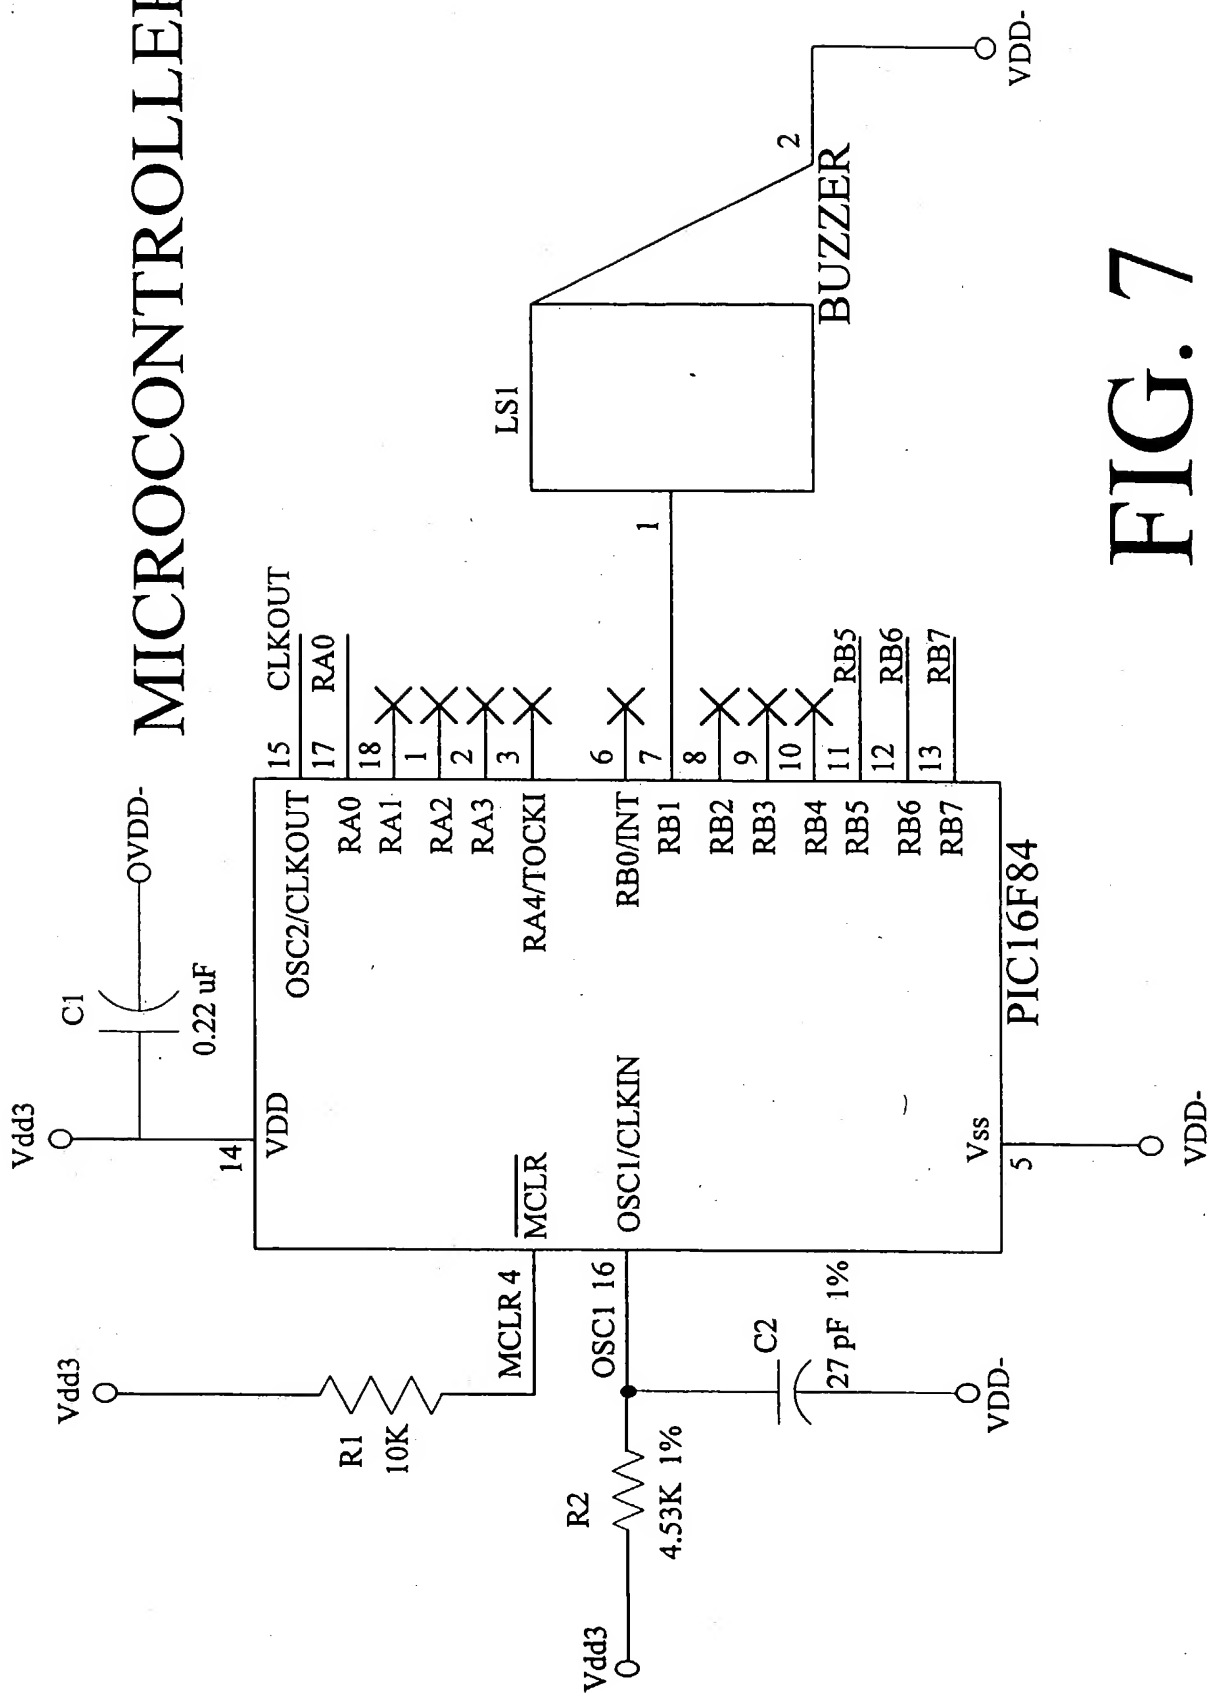 MICROCONTROLLER
Vdd3
C1
0.22 uF
VDD-
14
VDD
Vdd3
R1
10K
MCLR 4
MCLR
OSC1 16
OSC1/CLKIN
Vdd3
R2
4.53K 1%
C2
27 pF 1%
VDD-
Vss
5
VDD-
PIC16F84
OSC2/CLKOUT 15 CLKOUT
RA0 17 RA0
RA1 18
RA2 1
RA3 2
RA4/TOCKI 3
RB0/INT 6
RB1 7
RB2 8
RB3 9
RB4 10
RB5 11 RB5
RB6 12 RB6
RB7 13 RB7
1
LS1
BUZZER
2
VDD-
FIG. 7